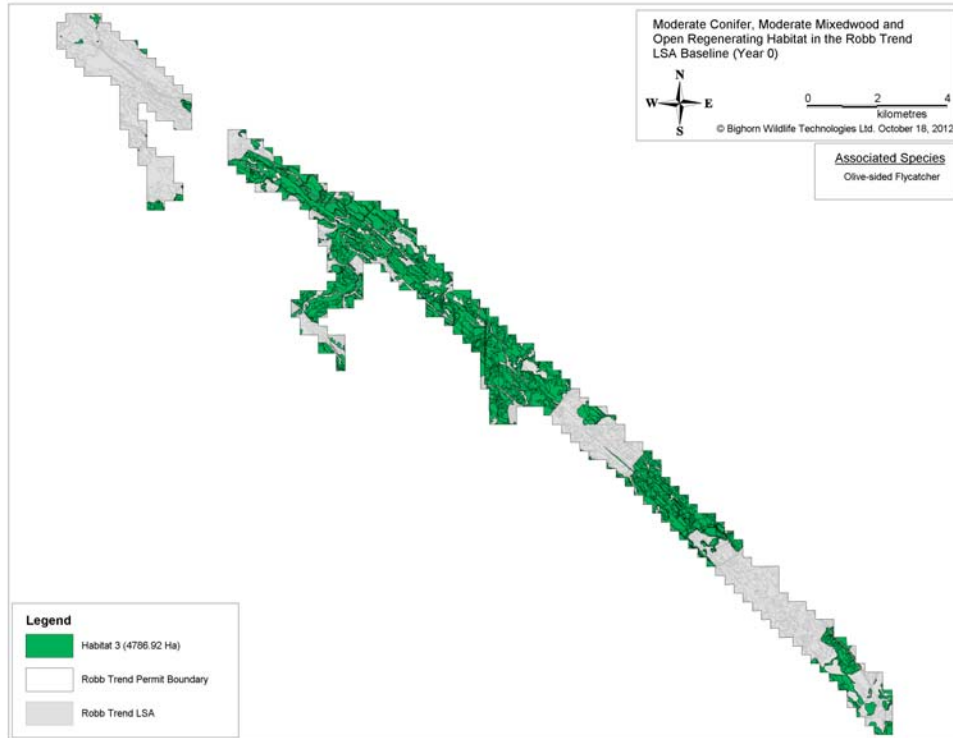 Moderate Conifer, Moderate Mixedwood and
Open Regenerating Habitat in the Robb Trend
LSA Baseline (Year 0)
N
W E
S
0 2 4
kilometres
© Bighorn Wildlife Technologies Ltd. October 18, 2012
Associated Species
Olive-sided Flycatcher
Legend
Habitat 3 (4786.92 Ha)
Robb Trend Permit Boundary
Robb Trend LSA